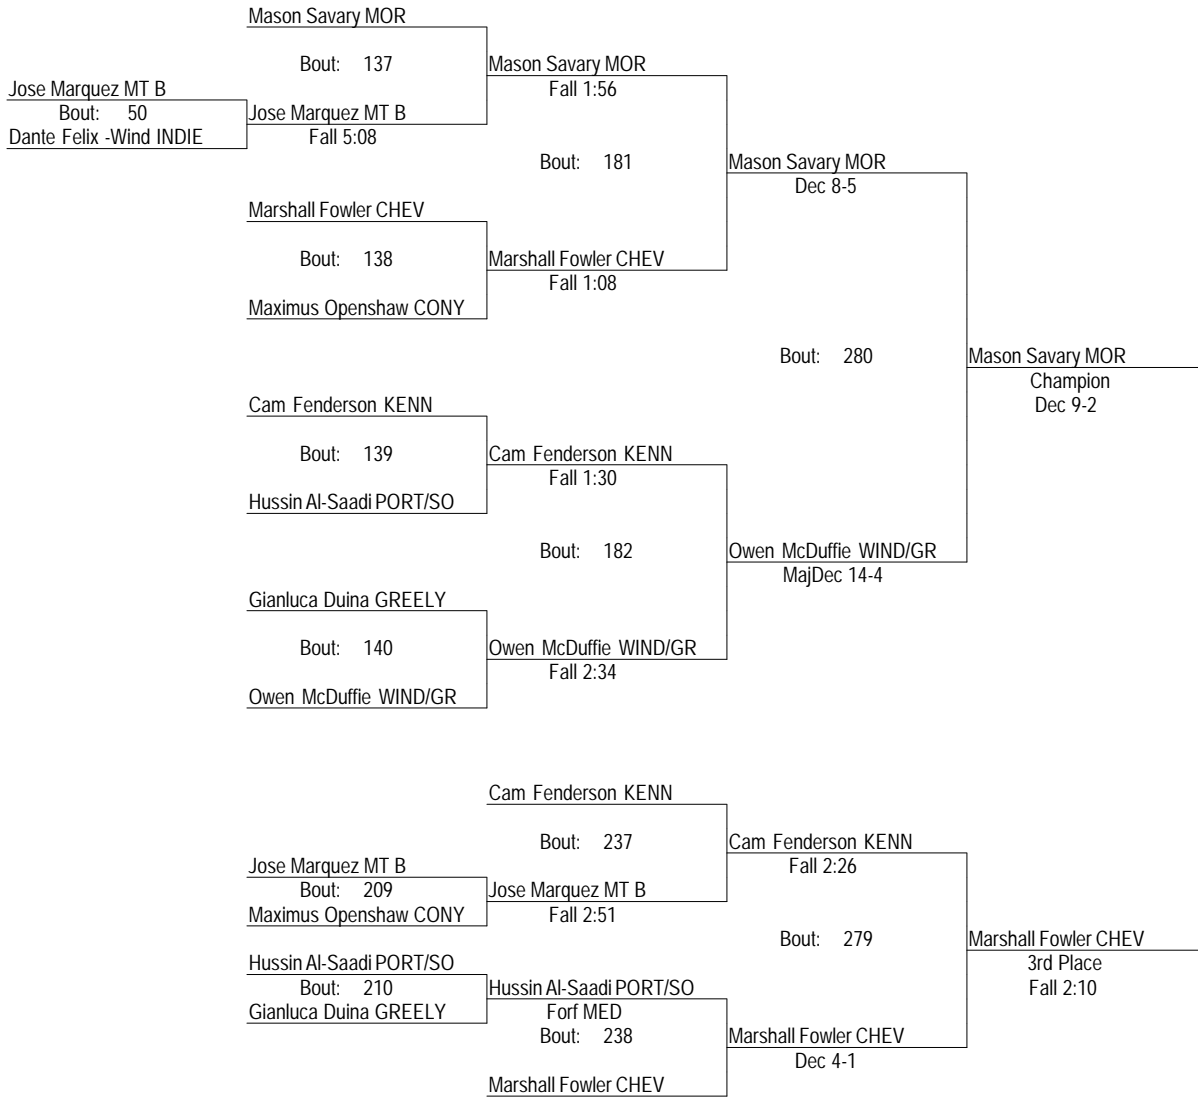 Mason Savary MOR
Bout: 137
Mason Savary MOR
Fall 1:56
Jose Marquez MT B
Bout: 50
Dante Felix -Wind INDIE
Jose Marquez MT B
Fall 5:08
Bout: 181
Mason Savary MOR
Dec 8-5
Marshall Fowler CHEV
Bout: 138
Marshall Fowler CHEV
Fall 1:08
Maximus Openshaw CONY
Bout: 280
Mason Savary MOR
Champion
Dec 9-2
Cam Fenderson KENN
Bout: 139
Cam Fenderson KENN
Fall 1:30
Hussin Al-Saadi PORT/SO
Bout: 182
Owen McDuffie WIND/GR
MajDec 14-4
Gianluca Duina GREELY
Bout: 140
Owen McDuffie WIND/GR
Fall 2:34
Owen McDuffie WIND/GR
Cam Fenderson KENN
Bout: 237
Cam Fenderson KENN
Fall 2:26
Jose Marquez MT B
Bout: 209
Maximus Openshaw CONY
Jose Marquez MT B
Fall 2:51
Bout: 279
Marshall Fowler CHEV
3rd Place
Fall 2:10
Hussin Al-Saadi PORT/SO
Bout: 210
Gianluca Duina GREELY
Hussin Al-Saadi PORT/SO
Forf MED
Bout: 238
Marshall Fowler CHEV
Dec 4-1
Marshall Fowler CHEV